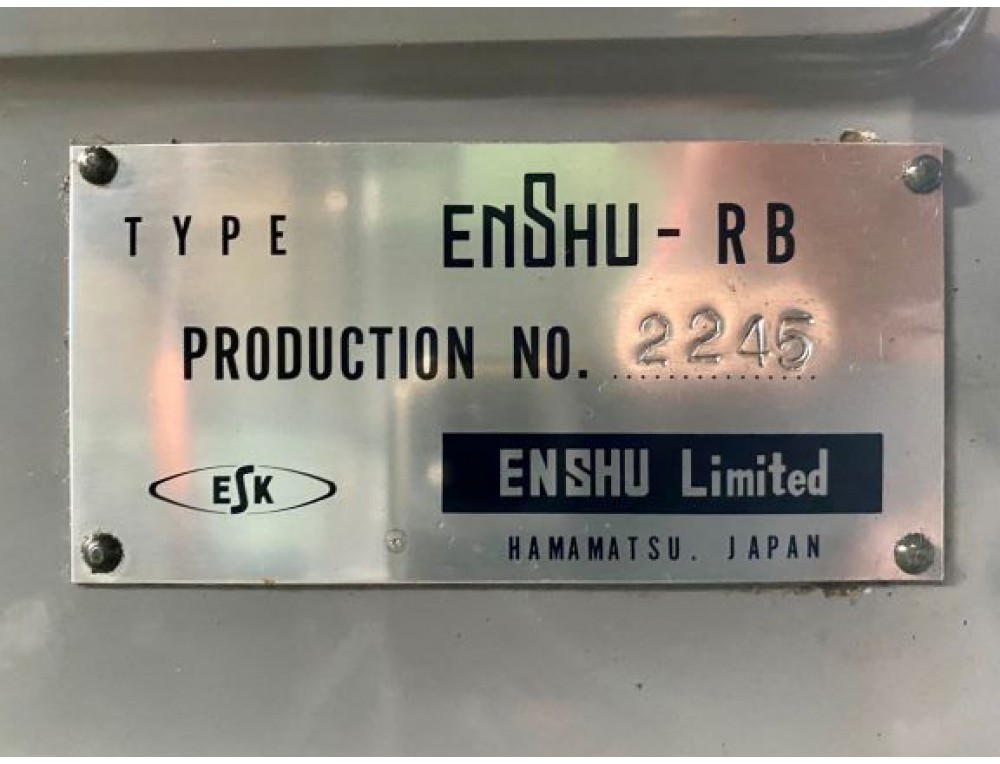 TYPE ENSHU-RB
PRODUCTION NO. 2245
ESK
ENSHU Limited
HAMAMATSU. JAPAN